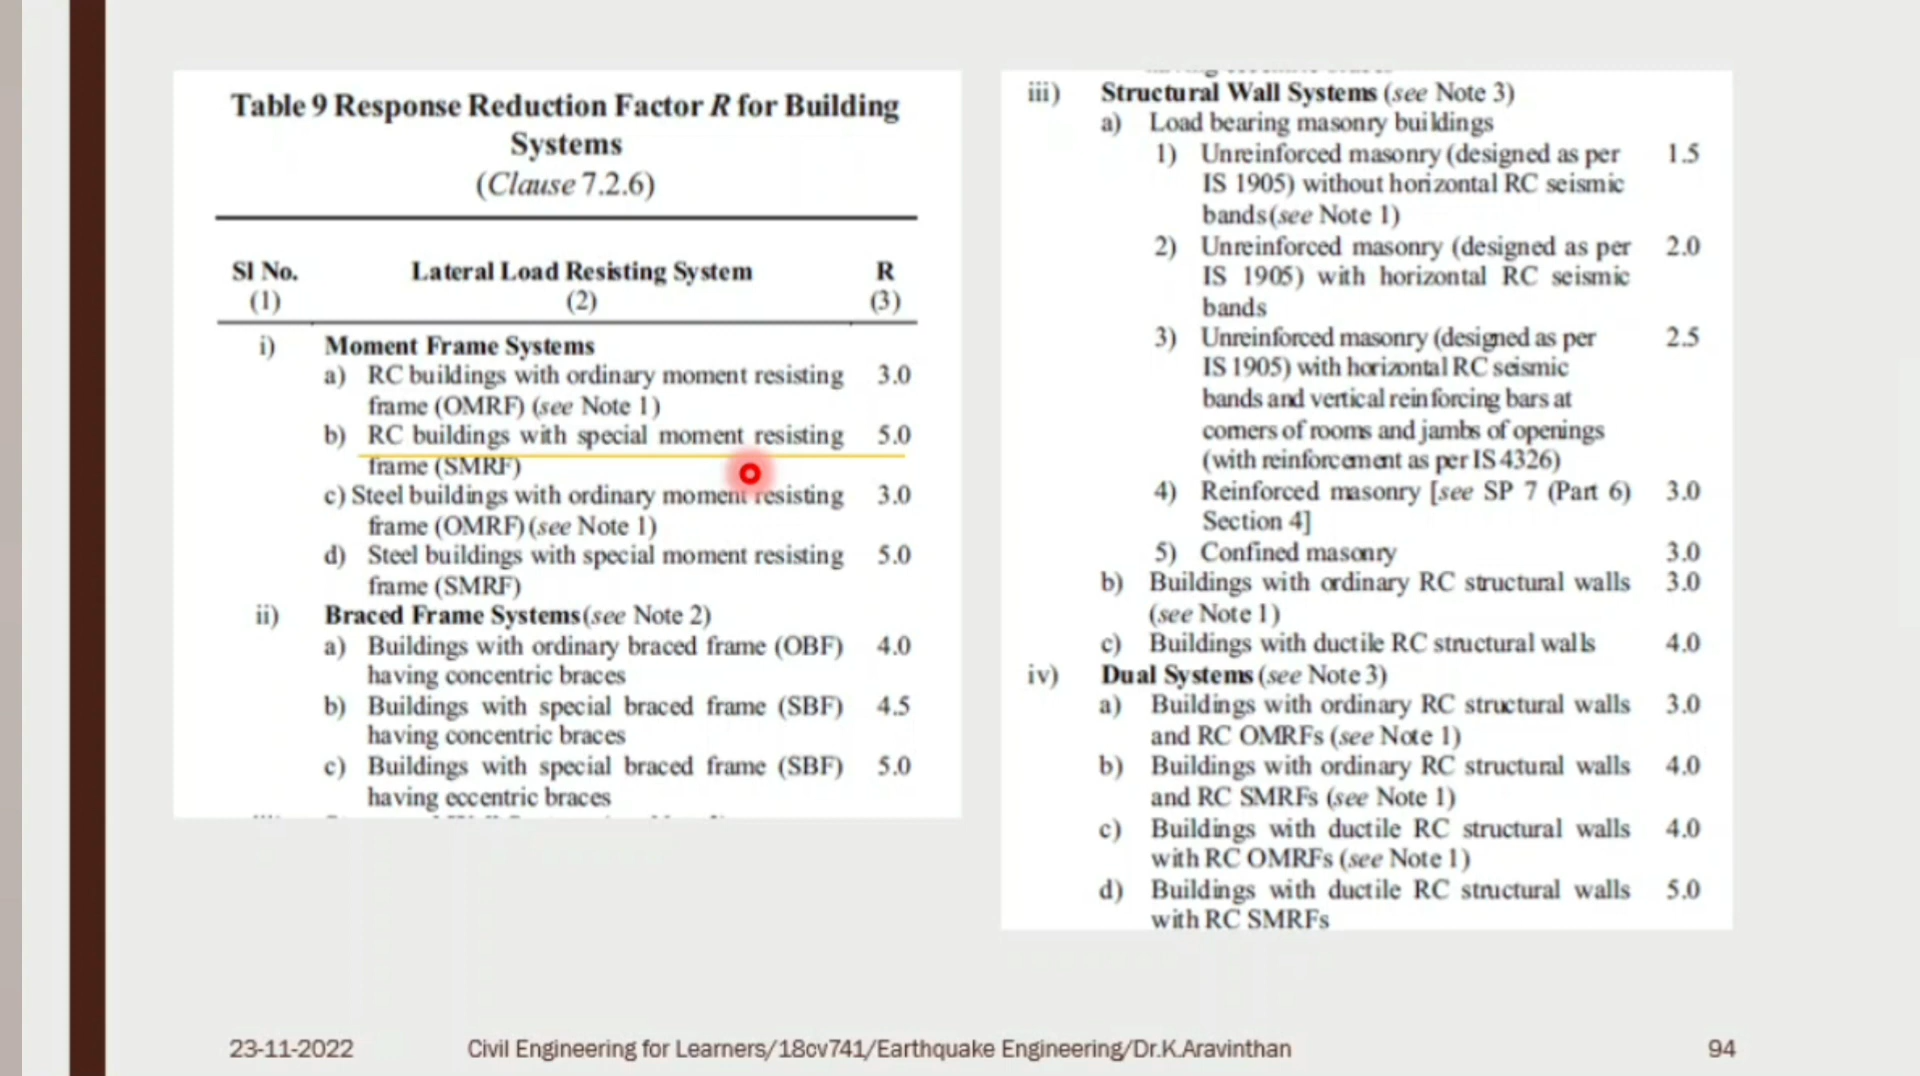 Table 9 Response Reduction Factor R for Building
Systems
(Clause 7.2.6)
Sl No.
Lateral Load Resisting System
R
(1)
(2)
(3)
i) Moment Frame Systems
a) RC buildings with ordinary moment resisting 3.0
frame (OMRF) (see Note 1)
b) RC buildings with special moment resisting 5.0
frame (SMRF)
c) Steel buildings with ordinary moment resisting 3.0
frame (OMRF) (see Note 1)
d) Steel buildings with special moment resisting 5.0
frame (SMRF)
ii) Braced Frame Systems (see Note 2)
a) Buildings with ordinary braced frame (OBF) 4.0
having concentric braces
b) Buildings with special braced frame (SBF) 4.5
having concentric braces
c) Buildings with special braced frame (SBF) 5.0
having eccentric braces
iii) Structural Wall Systems (see Note 3)
a) Load bearing masonry buildings
1) Unreinforced masonry (designed as per 1.5
IS 1905) without horizontal RC seismic
bands (see Note 1)
2) Unreinforced masonry (designed as per 2.0
IS 1905) with horizontal RC seismic
bands
3) Unreinforced masonry (designed as per 2.5
IS 1905) with horizontal RC seismic
bands and vertical reinforcing bars at
corners of rooms and jambs of openings
(with reinforcement as per IS 4326)
4) Reinforced masonry [see SP 7 (Part 6) 3.0
Section 4]
5) Confined masonry 3.0
b) Buildings with ordinary RC structural walls 3.0
(see Note 1)
c) Buildings with ductile RC structural walls 4.0
iv) Dual Systems (see Note 3)
a) Buildings with ordinary RC structural walls 3.0
and RC OMRFs (see Note 1)
b) Buildings with ordinary RC structural walls 4.0
and RC SMRFs (see Note 1)
c) Buildings with ductile RC structural walls 4.0
with RC OMRFs (see Note 1)
d) Buildings with ductile RC structural walls 5.0
with RC SMRFs
23-11-2022
Civil Engineering for Learners/18cv741/Earthquake Engineering/Dr.K.Aravinthan
94